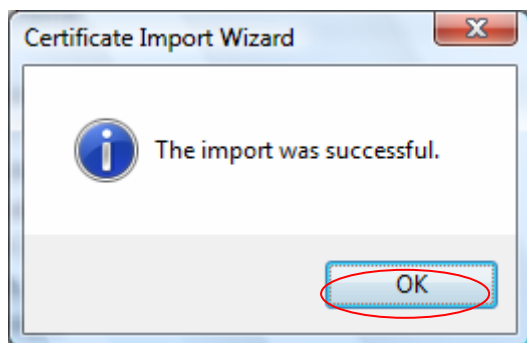 Certificate Import Wizard
The import was successful.
OK